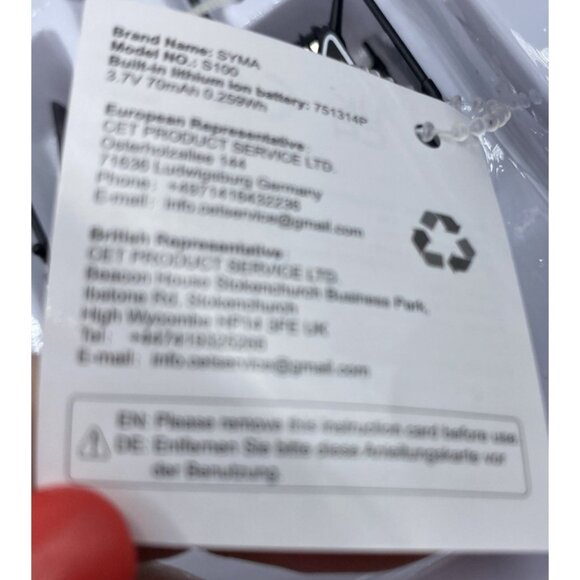 Brand Name: SYMA
Model NO.: S100
Built-in lithium ion battery: 751314P
3.7V 70mAh 0.259Wh
European Representative:
CET PRODUCT SERVICE LTD.
Osterholzallee 144
71636 Ludwigsburg Germany
Phone:
E-mail: info.cetservice@gmail.com
British Representative:
CET PRODUCT SERVICE LTD.
Beacon House Stokenchurch Business Park,
Ibstone Rd, Stokenchurch
High Wycombe HP14 3FE UK
Tel:
E-mail: info.cetservice@gmail.com
EN: Please remove this instruction card before use.
DE: Entfernen Sie bitte diese Anleitungskarte vor
der Benutzung